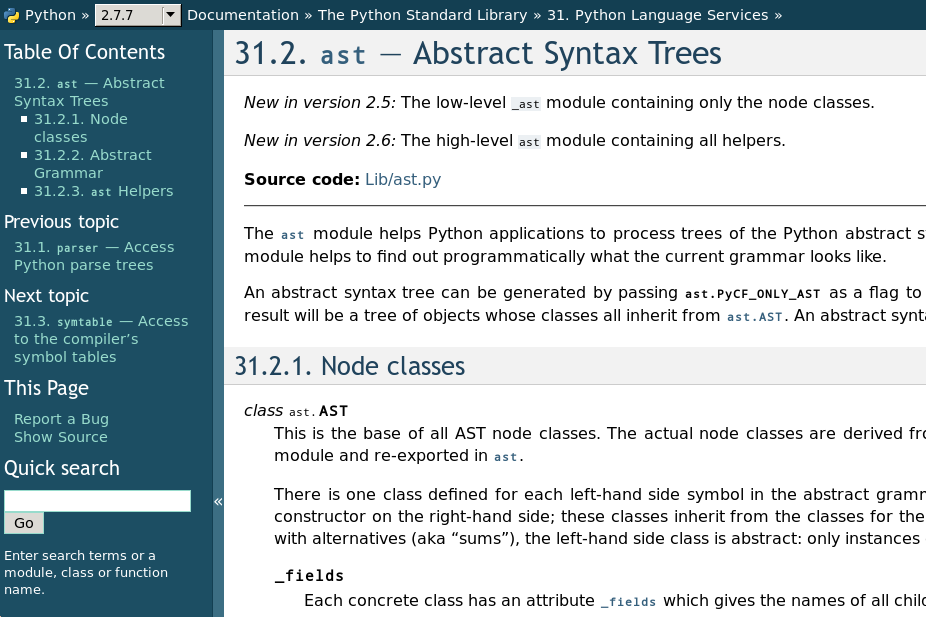 Python » 2.7.7 Documentation » The Python Standard Library » 31. Python Language Services »
Table Of Contents
31.2. ast — Abstract
Syntax Trees
31.2.1. Node
classes
31.2.2. Abstract
Grammar
31.2.3. ast Helpers
Previous topic
31.1. parser — Access
Python parse trees
Next topic
31.3. symtable — Access
to the compiler’s
symbol tables
This Page
Report a Bug
Show Source
Quick search
Go
Enter search terms or a
module, class or function
name.
«
31.2. ast — Abstract Syntax Trees
New in version 2.5: The low-level _ast module containing only the node classes.
New in version 2.6: The high-level ast module containing all helpers.
Source code: Lib/ast.py
The ast module helps Python applications to process trees of the Python abstract
module helps to find out programmatically what the current grammar looks like.
An abstract syntax tree can be generated by passing ast.PyCF_ONLY_AST as a flag to
result will be a tree of objects whose classes all inherit from ast.AST. An abstract
31.2.1. Node classes
class ast.AST
This is the base of all AST node classes. The actual node classes are derived
module and re-exported in ast.
There is one class defined for each left-hand side symbol in the abstract
constructor on the right-hand side; these classes inherit from the classes for the
with alternatives (aka “sums”), the left-hand side class is abstract: only instances
_fields
Each concrete class has an attribute _fields which gives the names of all